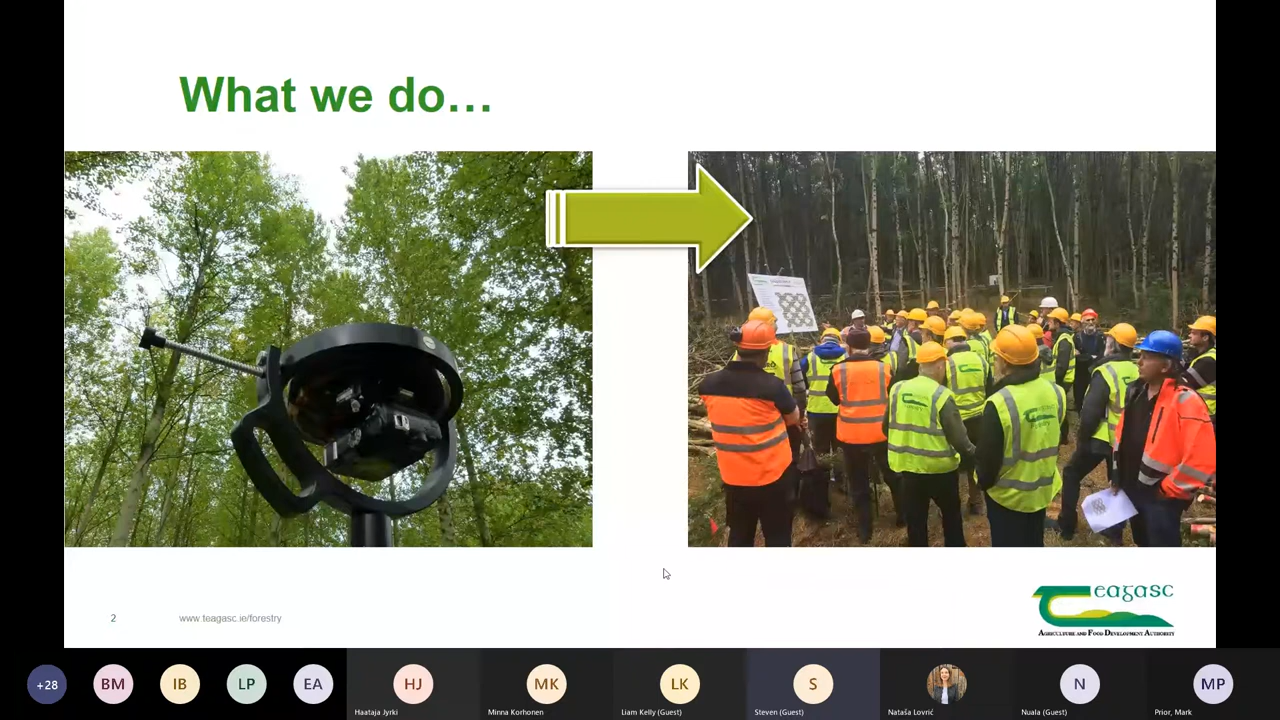 What we do…
2
www.teagasc.ie/forestry
Teagasc
AGRICULTURE AND FOOD DEVELOPMENT AUTHORITY
+28
BM
IB
LP
EA
HJ
MK
LK
S
N
MP
Haataja Jyrki
Minna Korhonen
Liam Kelly (Guest)
Steven (Guest)
Nataša Lovrić
Nuala (Guest)
Prior, Mark